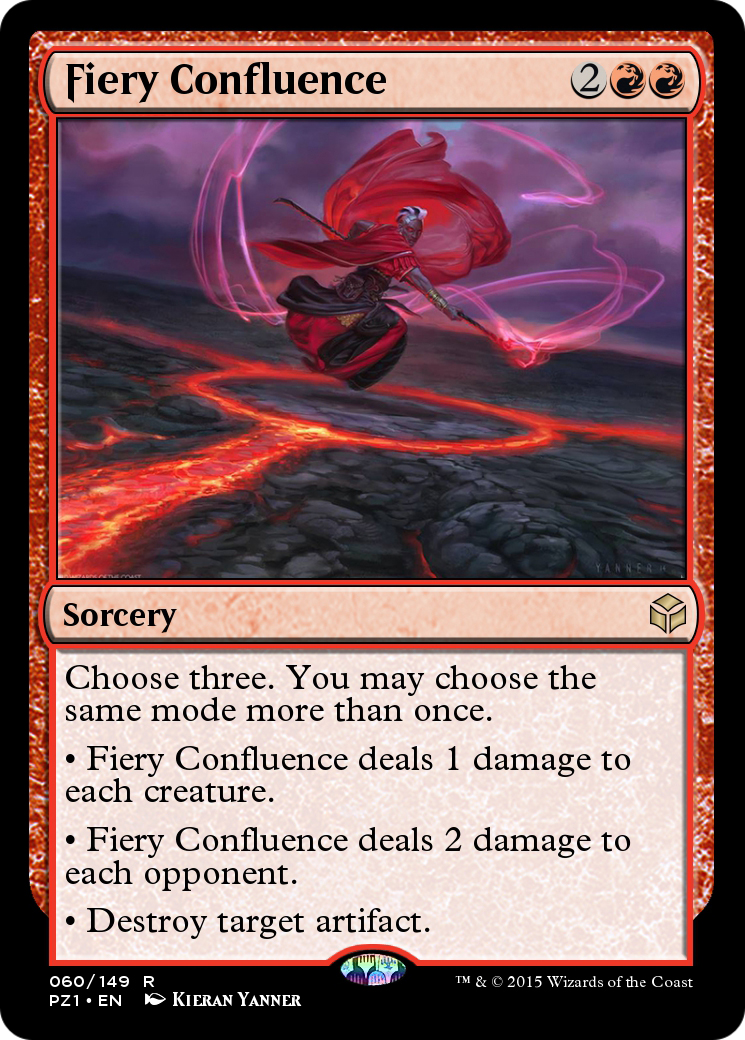 Fiery Confluence 2
YANNER
Sorcery
Choose three. You may choose the
same mode more than once.
• Fiery Confluence deals 1 damage to
each creature.
• Fiery Confluence deals 2 damage to
each opponent.
• Destroy target artifact.
060/149 R
PZ1 • EN KIERAN YANNER
™ & © 2015 Wizards of the Coast